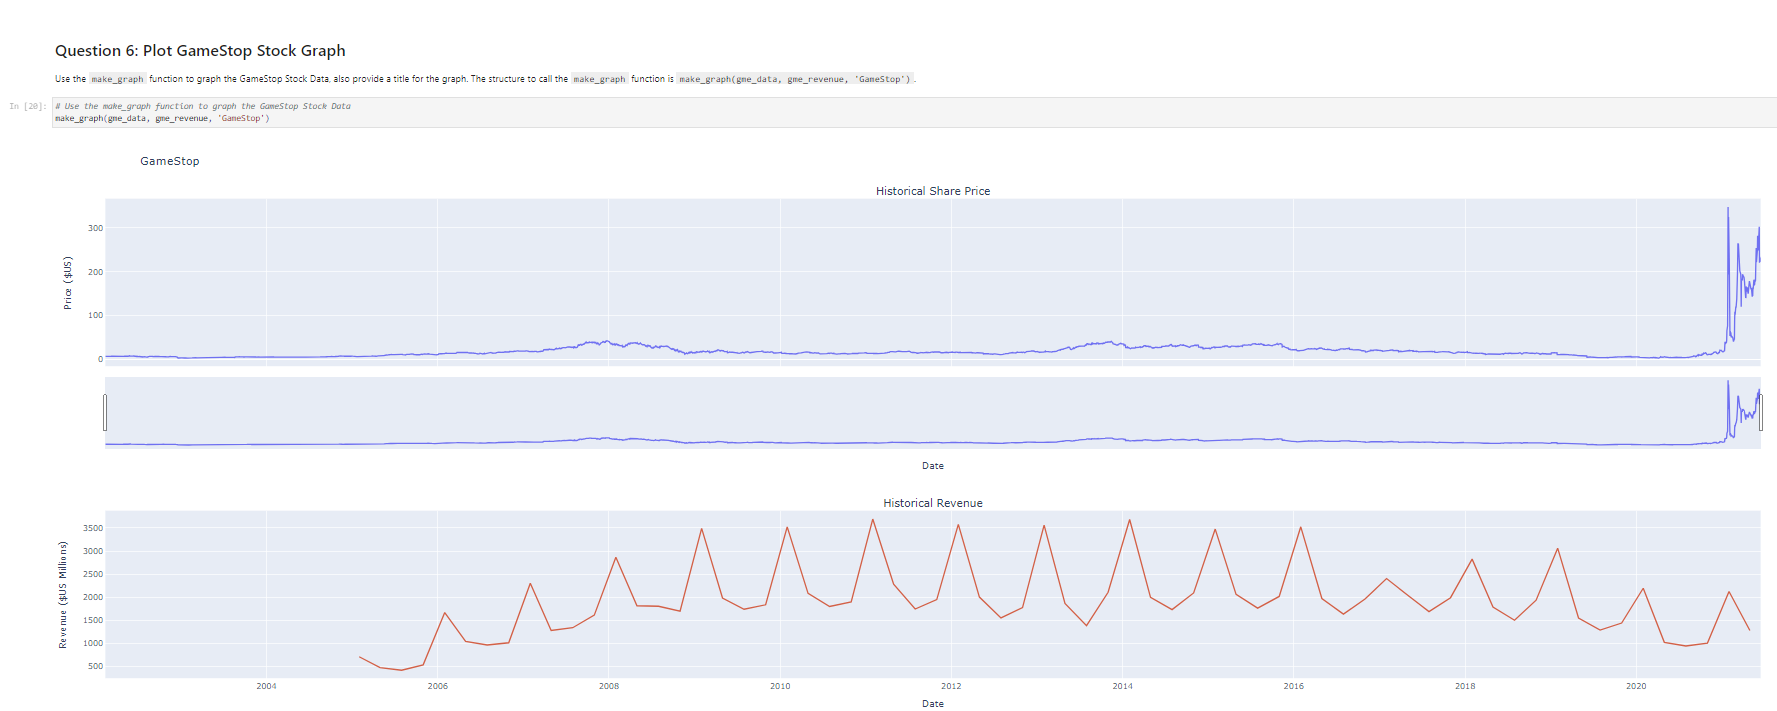 Question 6: Plot GameStop Stock Graph
Use the make_graph function to graph the GameStop Stock Data, also provide a title for the graph. The structure to call the make_graph function is make_graph(gme_data, gme_revenue, 'GameStop') .
In [20]:
# Use the make_graph function to graph the GameStop Stock Data
make_graph(gme_data, gme_revenue, 'GameStop')
GameStop
Historical Share Price
Price ($US)
300
200
100
0
Date
Historical Revenue
Revenue ($US Millions)
3500
3000
2500
2000
1500
1000
500
2004 2006 2008 2010 2012 2014 2016 2018 2020
Date